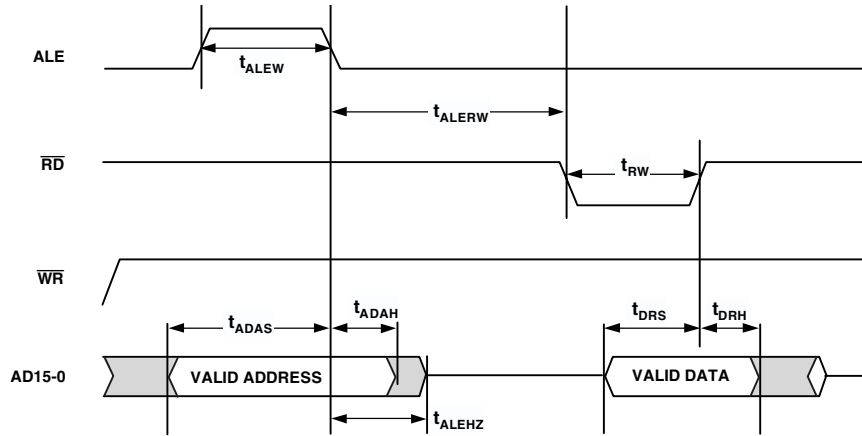 ALE
tALEW
tALERW
RD
tRW
WR
tADAS
tADAH
tDRS
tDRH
AD15-0
VALID ADDRESS
VALID DATA
tALEHZ